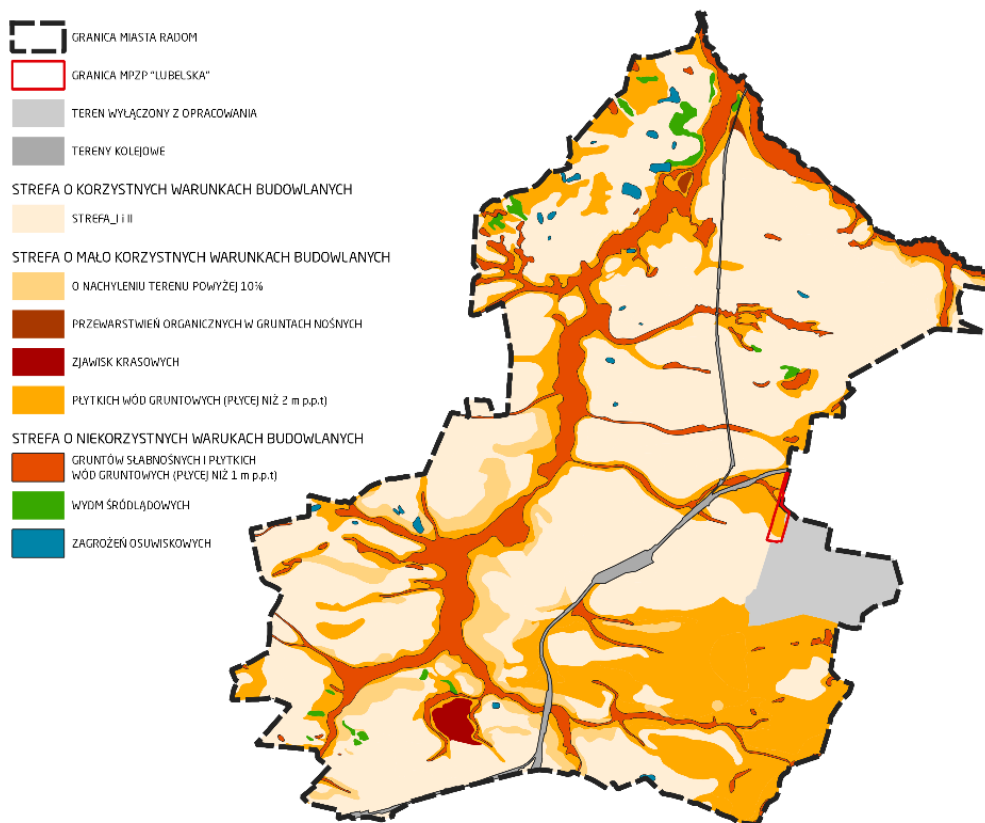 GRANICA MIASTA RADOM
GRANICA MPZP "LUBELSKA"
TEREN WYŁĄCZONY Z OPRACOWANIA
TERENY KOLEJOWE
STREFA O KORZYSTNYCH WARUNKACH BUDOWLANYCH
STREFA_I i II
STREFA O MAŁO KORZYSTNYCH WARUNKACH BUDOWLANYCH
O NACHYLENIU TERENU POWYŻEJ 10%
PRZEWARSTWIEŃ ORGANICZNYCH W GRUNTACH NOŚNYCH
ZJAWISK KRASOWYCH
PŁYTKICH WÓD GRUNTOWYCH (PŁYCEJ NIŻ 2 m p.p.t)
STREFA O NIEKORZYSTNYCH WARUKACH BUDOWLANYCH
GRUNTÓW SŁABNOŚNYCH I PŁYTKICH
WÓD GRUNTOWYCH (PŁYCEJ NIŻ 1 m p.p.t)
WYDM ŚRÓDLĄDOWYCH
ZAGROŻEŃ OSUWISKOWYCH